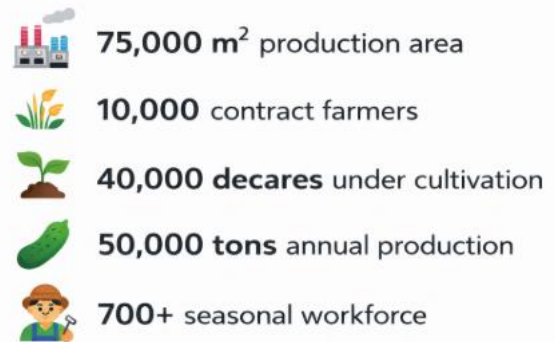 75,000 m² production area
10,000 contract farmers
40,000 decares under cultivation
50,000 tons annual production
700+ seasonal workforce